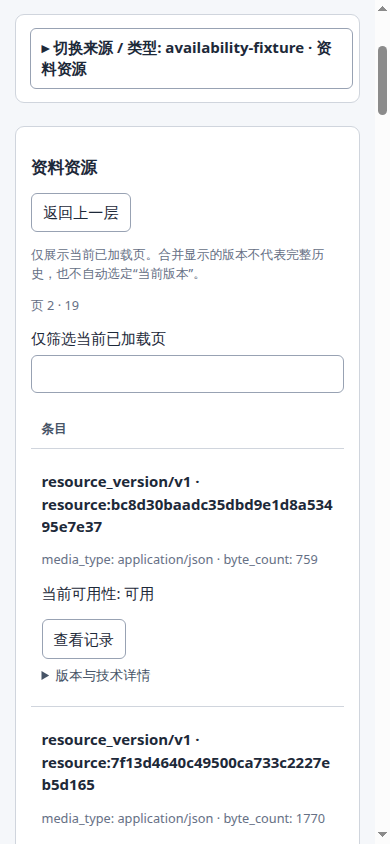 ▸ 切换来源 / 类型: availability-fixture · 资
料资源
资料资源
返回上一层
仅展示当前已加载页。合并显示的版本不代表完整历
史，也不自动选定“当前版本”。
页 2 · 19
仅筛选当前已加载页
条目
resource_version/v1 ·
resource:bc8d30baadc35dbd9e1d8a534
95e7e37
media_type: application/json · byte_count: 759
当前可用性: 可用
查看记录
▶ 版本与技术详情
resource_version/v1 ·
resource:7f13d4640c49500ca733c2227e
b5d165
media_type: application/json · byte_count: 1770